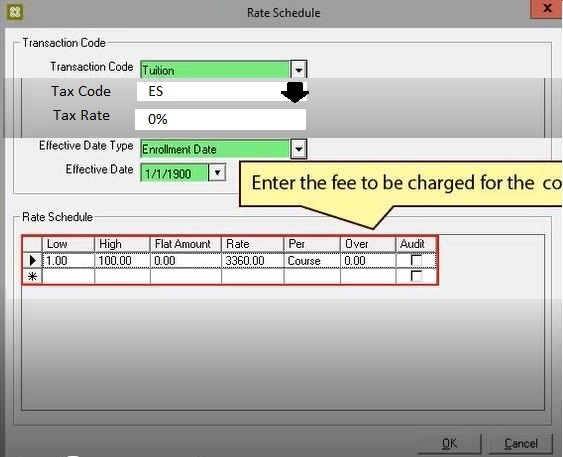 Rate Schedule
X
Transaction Code
Transaction Code Tuition
Tax Code ES
Tax Rate 0%
Effective Date Type Enrollment Date
Effective Date 1/1/1900
Enter the fee to be charged for the co
Rate Schedule
Low High Flat Amount Rate Per Over Audit
1.00 100.00 0.00 3360.00 Course 0.00
*
OK Cancel